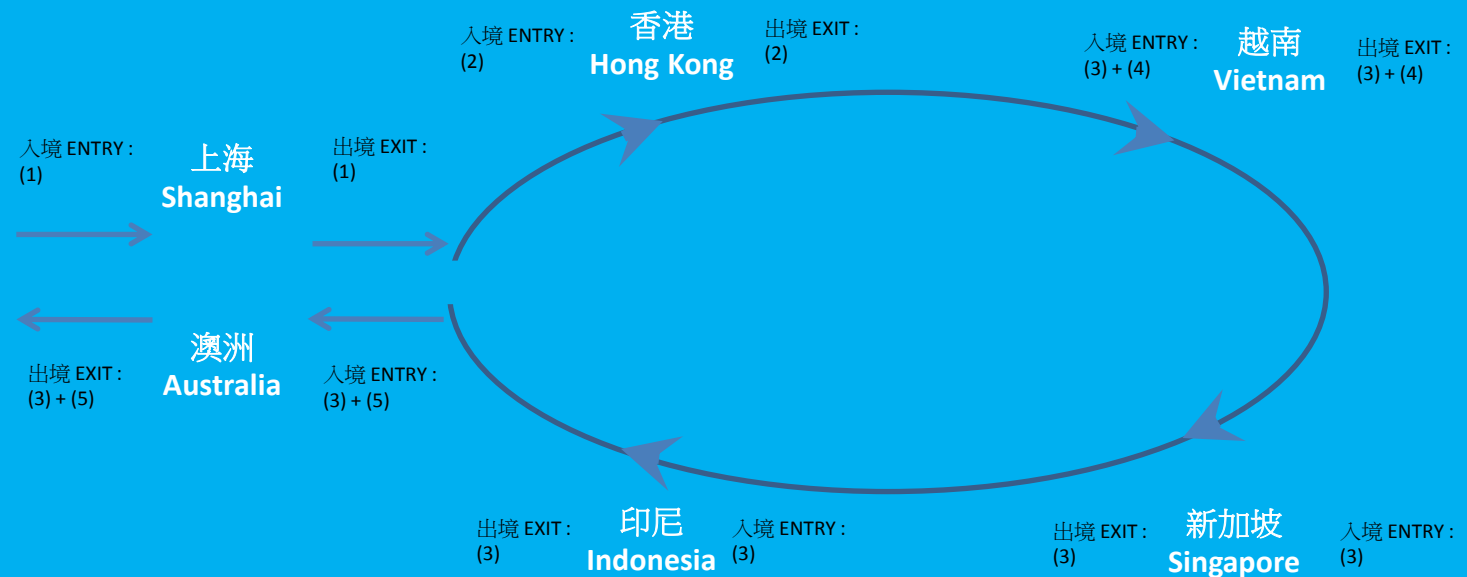 入境 ENTRY :
(2)
香港
Hong Kong
出境 EXIT :
(2)
入境 ENTRY :
(3) + (4)
越南
Vietnam
出境 EXIT :
(3) + (4)
入境 ENTRY :
(1)
上海
Shanghai
出境 EXIT :
(1)
出境 EXIT :
(3) + (5)
澳洲
Australia
入境 ENTRY :
(3) + (5)
出境 EXIT :
(3)
印尼
Indonesia
入境 ENTRY :
(3)
出境 EXIT :
(3)
新加坡
Singapore
入境 ENTRY :
(3)